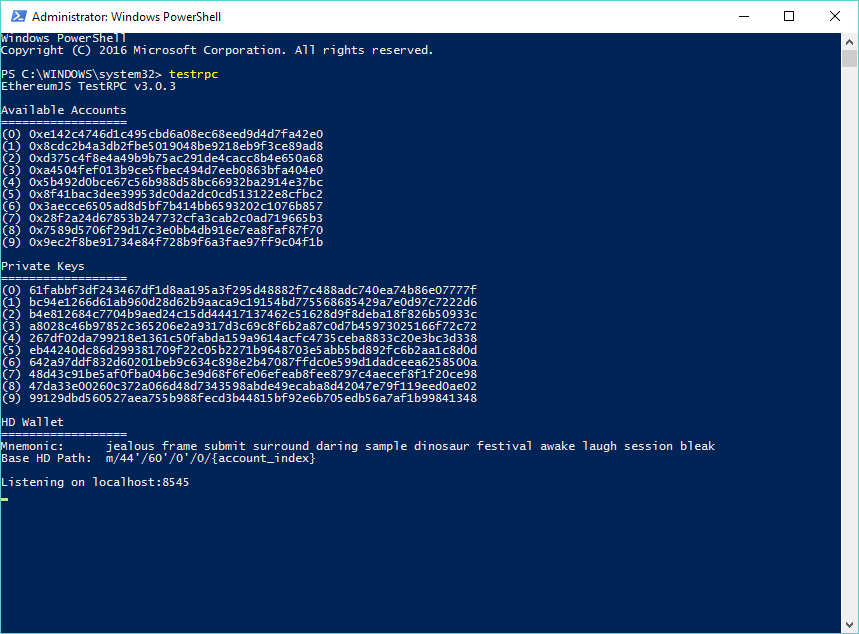 Administrator: Windows PowerShell
Windows PowerShell
Copyright (C) 2016 Microsoft Corporation. All rights reserved.
PS C:\WINDOWS\system32> testrpc
EthereumJS TestRPC v3.0.3
Available Accounts
==================
(0) 0xe142c4746d1c495cbd6a08ec68eed9d4d7fa42e0
(1) 0x8cdc2b4a3db2fbe5019048be9218eb9f3ce89ad8
(2) 0xd375c4f8e4a49b9b75ac291de4cacc8b4e650a68
(3) 0xa4504fef013b9ce5fbec494d7eeb0863bfa404e0
(4) 0x5b492d0bce67c56b988d58bc66932ba2914e37bc
(5) 0x8f41bac3dee39953dc0da2dc0cd513122e8cfbc2
(6) 0x3aecce6505ad8d5bf7b414bb6593202c1076b857
(7) 0x28f2a24d67853b247732cfa3cab2c0ad719665b3
(8) 0x7589d5706f29d17c3e0bb4db916e7ea8faf87f70
(9) 0x9ec2f8be91734e84f728b9f6a3fae97ff9c04f1b
Private Keys
==================
(0) 61fabbf3df243467df1d8aa195a3f295d48882f7c488adc740ea74b86e07777f
(1) bc94e1266d61ab960d28d62b9aaca9c19154bd775568685429a7e0d97c7222d6
(2) b4e812684c7704b9aed24c15dd44417137462c51628d9f8deba18f826b50933c
(3) a8028c46b97852c365206e2a9317d3c69c8f6b2a87c0d7b45973025166f72c72
(4) 267df02da799218e1361c50fabda159a9614acfc4735ceba8833c20e3bc3d338
(5) eb44240dc86d299381709f22c05b2271b9648703e5abb5bd892fc6b2aa1c8d0d
(6) 642a97ddf832d60201beb9c634c898e2b47087ffdc0e599d1dadceea6258500a
(7) 48d43c91be5af0fba04b6c3e9d68f6fe06efeab8fee8797c4aecef8f1f20ce98
(8) 47da33e00260c372a066d48d7343598abde49ecaba8d42047e79f119eed0ae02
(9) 99129dbd560527aea755b988fecd3b44815bf92e6b705edb56a7af1b99841348
HD Wallet
==================
Mnemonic:      jealous frame submit surround daring sample dinosaur festival awake laugh session bleak
Base HD Path:  m/44'/60'/0'/0/{account_index}
Listening on localhost:8545